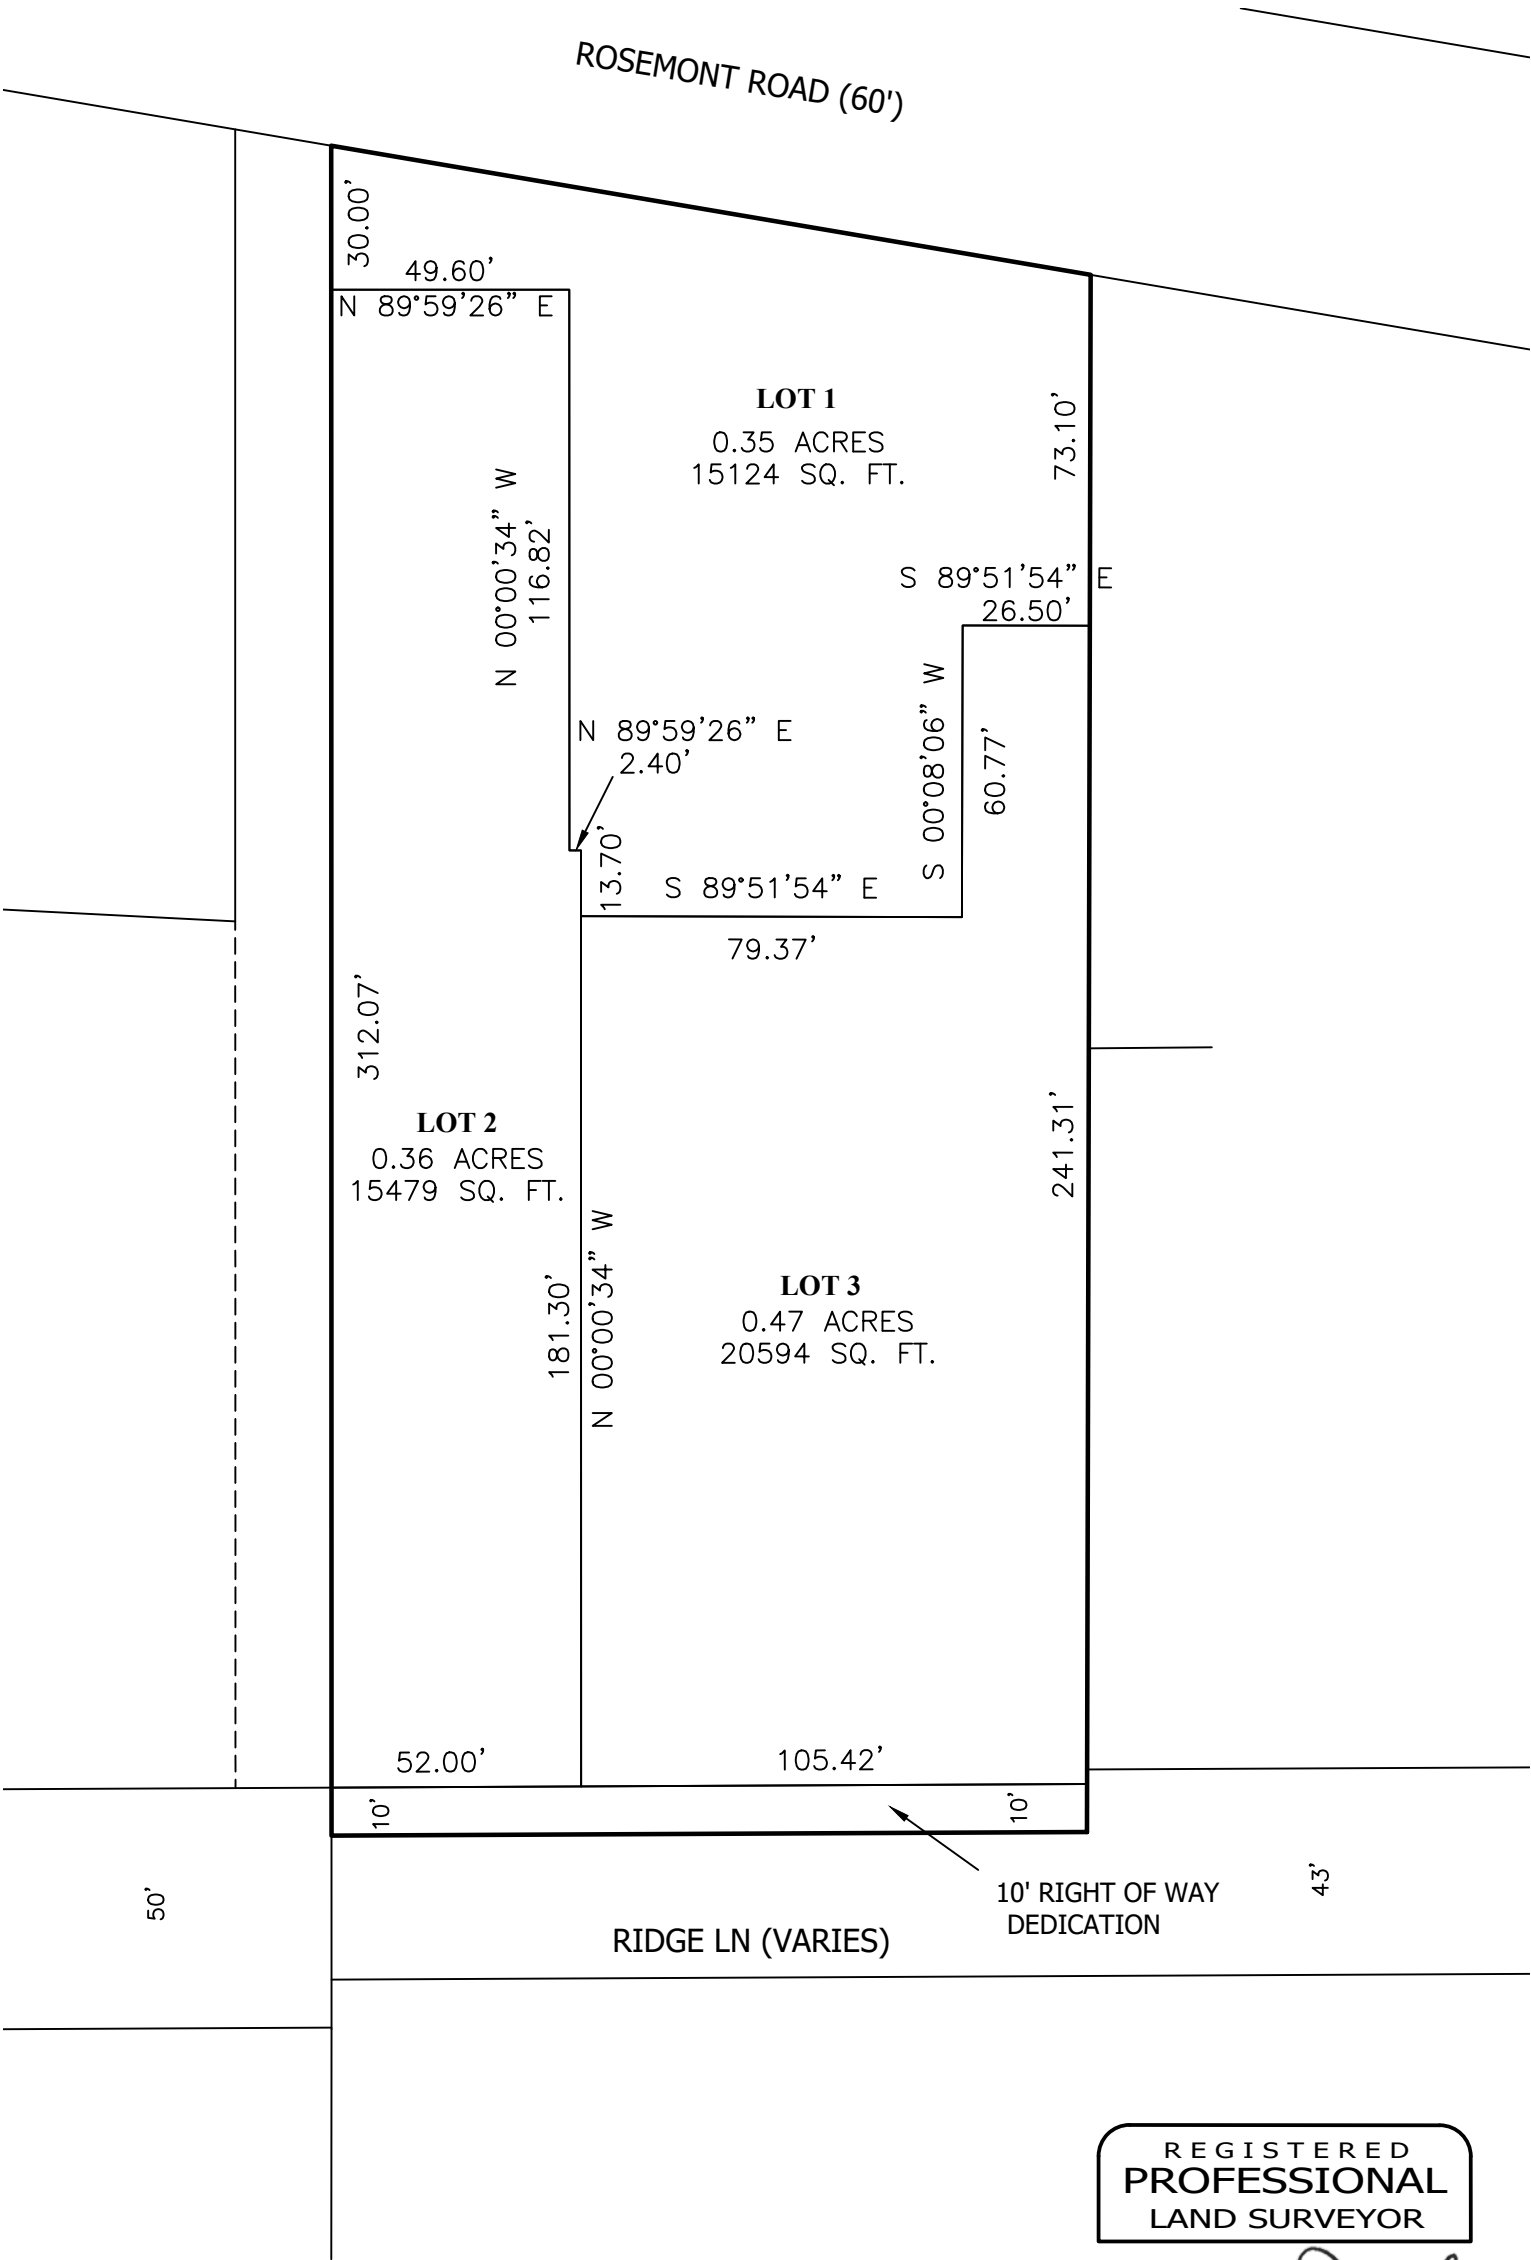 ROSEMONT ROAD (60')
30.00'
49.60'
N 89°59'26" E
LOT 1
0.35 ACRES
15124 SQ. FT.
73.10'
N 00°00'34" W
116.82'
S 89°51'54" E
26.50'
S 00°08'06" W
60.77'
N 89°59'26" E
2.40'
13.70'
S 89°51'54" E
79.37'
312.07'
241.31'
LOT 2
0.36 ACRES
15479 SQ. FT.
181.30'
N 00°00'34" W
LOT 3
0.47 ACRES
20594 SQ. FT.
52.00'
105.42'
10'
10'
50'
43'
10' RIGHT OF WAY
DEDICATION
RIDGE LN (VARIES)
REGISTERED
PROFESSIONAL
LAND SURVEYOR